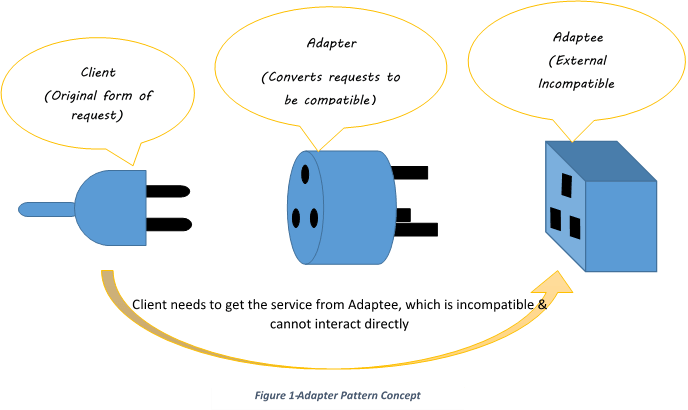 Client
(Original form of
request)
Adapter
(Converts requests to
be compatible)
Adaptee
(External
Incompatible
Client needs to get the service from Adaptee, which is incompatible &
cannot interact directly
Figure 1-Adapter Pattern Concept